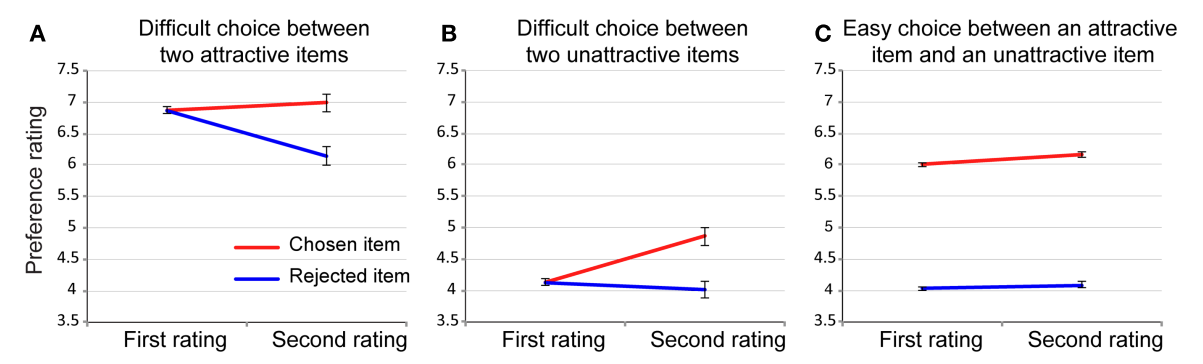 A
Difficult choice between
two attractive items
Preference rating
7.5
7
6.5
6
5.5
5
4.5
4
3.5
Chosen item
Rejected item
First rating
Second rating
B
Difficult choice between
two unattractive items
7.5
7
6.5
6
5.5
5
4.5
4
3.5
First rating
Second rating
C
Easy choice between an attractive
item and an unattractive item
7.5
7
6.5
6
5.5
5
4.5
4
3.5
First rating
Second rating